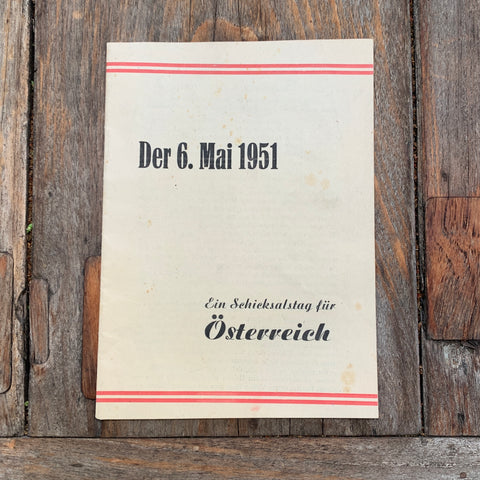 Der 6. Mai 1951
Ein Schicksalstag für
Österreich